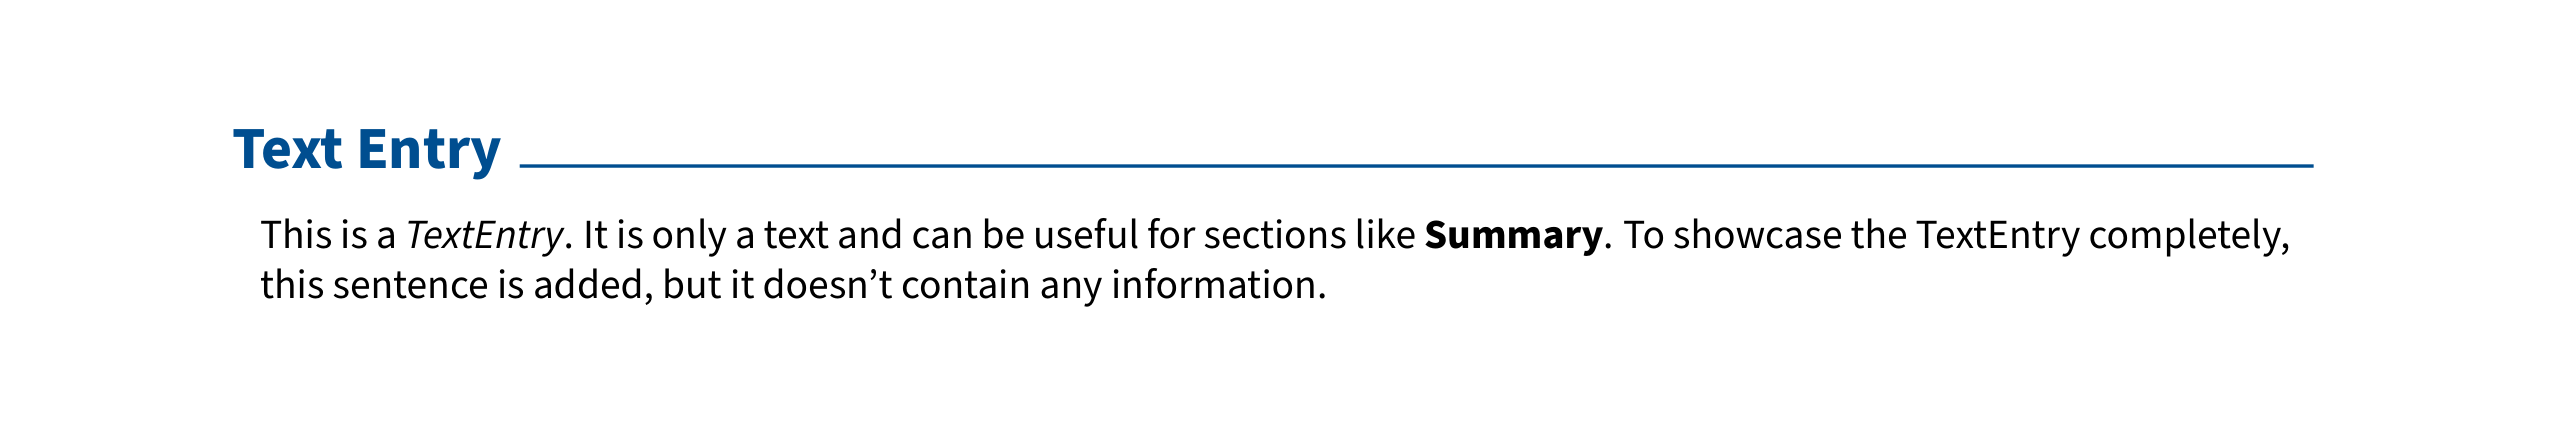 Text Entry
This is a TextEntry. It is only a text and can be useful for sections like Summary. To showcase the TextEntry completely,
this sentence is added, but it doesn’t contain any information.